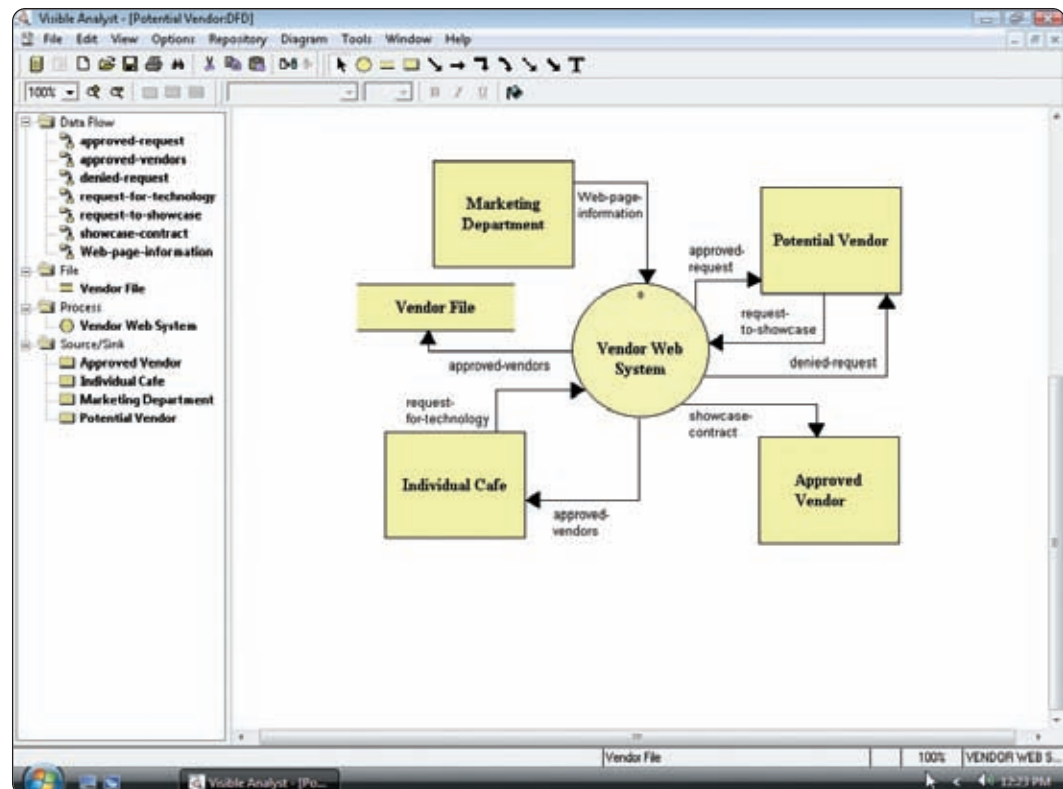 Visible Analyst - [Potential Vendor:DFD]
File Edit View Options Repository Diagram Tools Window Help
100%
B I U
Data Flow
approved-request
approved-vendors
denied-request
request-for-technology
request-to-showcase
showcase-contract
Web-page-information
File
Vendor File
Process
Vendor Web System
Source/Sink
Approved Vendor
Individual Cafe
Marketing Department
Potential Vendor
Marketing
Department
Web-page-
information
Potential Vendor
approved-
request
Vendor File
request-
to-showcase
Vendor Web
System
approved-vendors
denied-request
request-
for-technology
showcase-
contract
Individual Cafe
Approved
Vendor
approved-
vendors
Vendor File
100%
VENDOR WEB S...
Visible Analyst - [Po...
12:23 PM